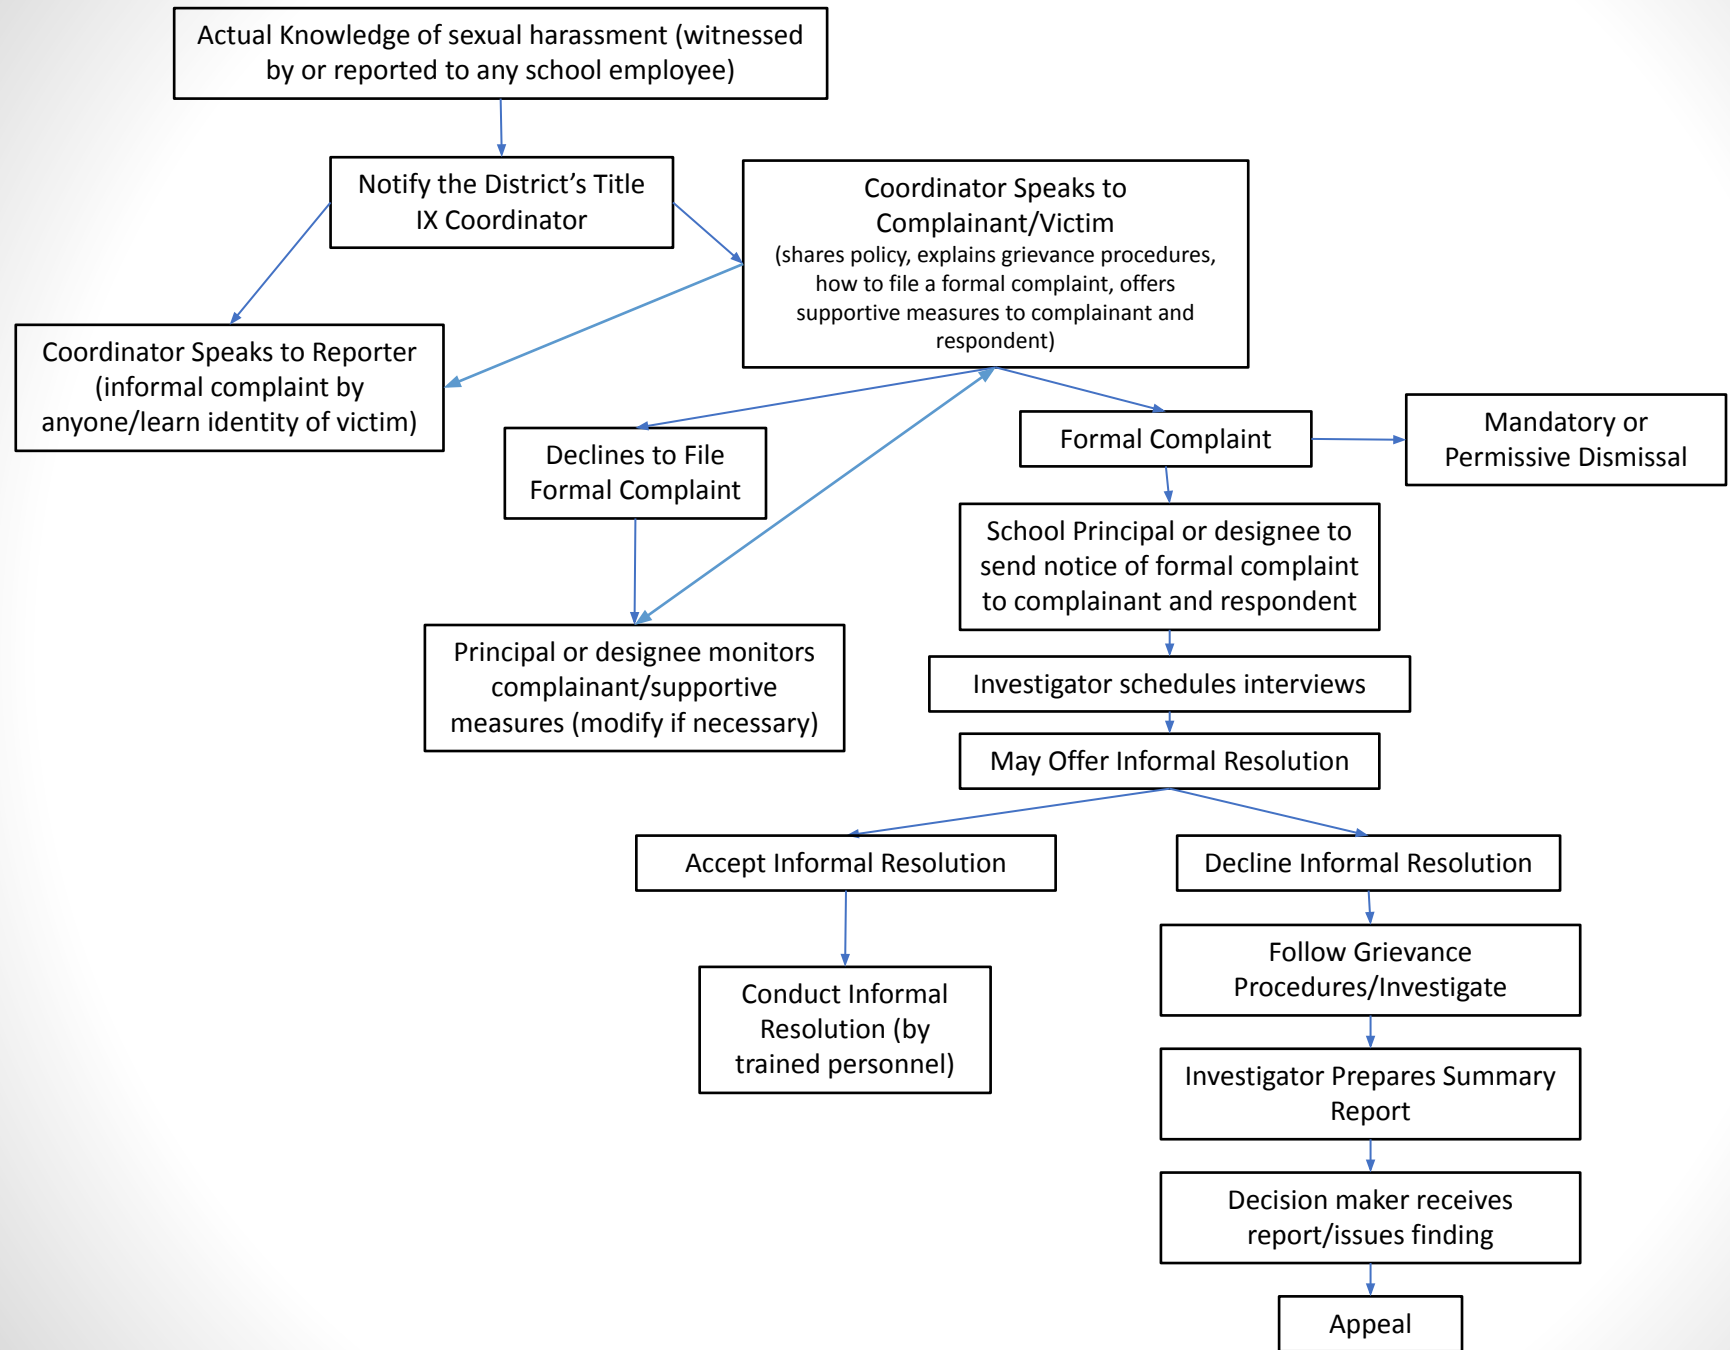 Actual Knowledge of sexual harassment (witnessed
by or reported to any school employee)
Notify the District’s Title
IX Coordinator
Coordinator Speaks to
Complainant/Victim
(shares policy, explains grievance procedures,
how to file a formal complaint, offers
supportive measures to complainant and
respondent)
Coordinator Speaks to Reporter
(informal complaint by
anyone/learn identity of victim)
Declines to File
Formal Complaint
Formal Complaint
Mandatory or
Permissive Dismissal
School Principal or designee to
send notice of formal complaint
to complainant and respondent
Principal or designee monitors
complainant/supportive
measures (modify if necessary)
Investigator schedules interviews
May Offer Informal Resolution
Accept Informal Resolution
Decline Informal Resolution
Conduct Informal
Resolution (by
trained personnel)
Follow Grievance
Procedures/Investigate
Investigator Prepares Summary
Report
Decision maker receives
report/issues finding
Appeal